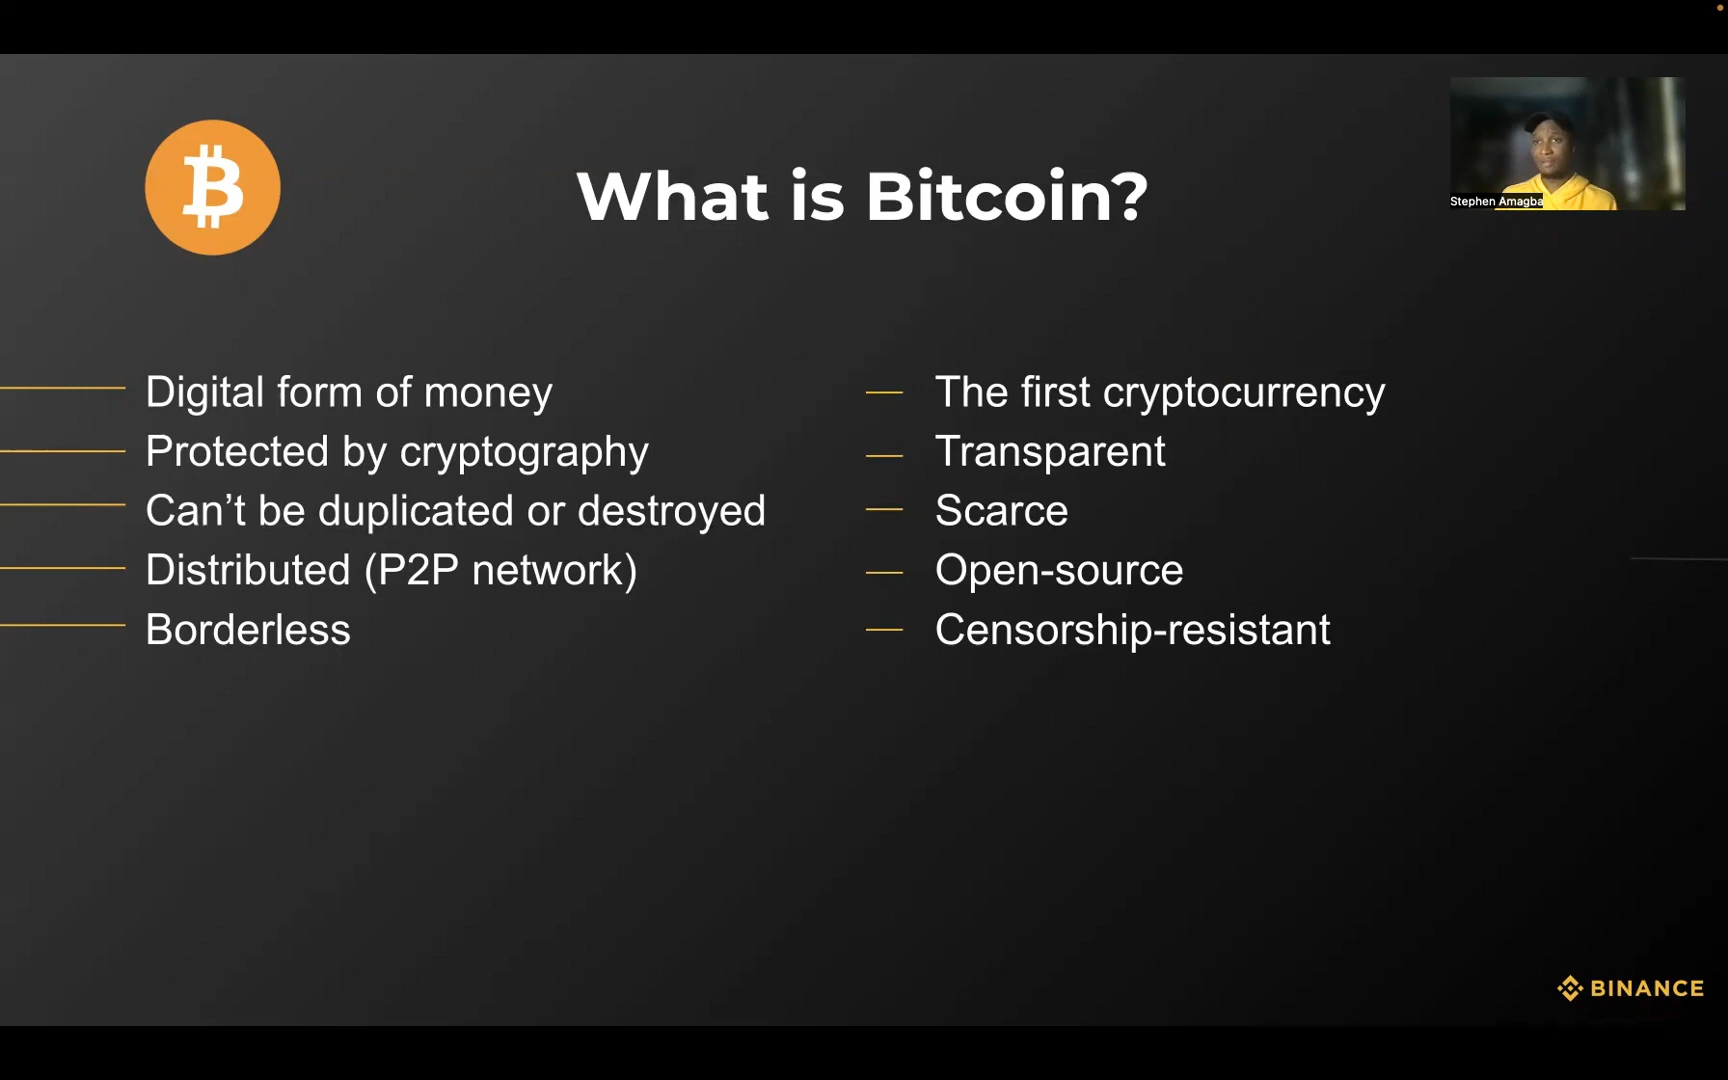 What is Bitcoin?
Stephen Amagba
Digital form of money
Protected by cryptography
Can’t be duplicated or destroyed
Distributed (P2P network)
Borderless
The first cryptocurrency
Transparent
Scarce
Open-source
Censorship-resistant
BINANCE